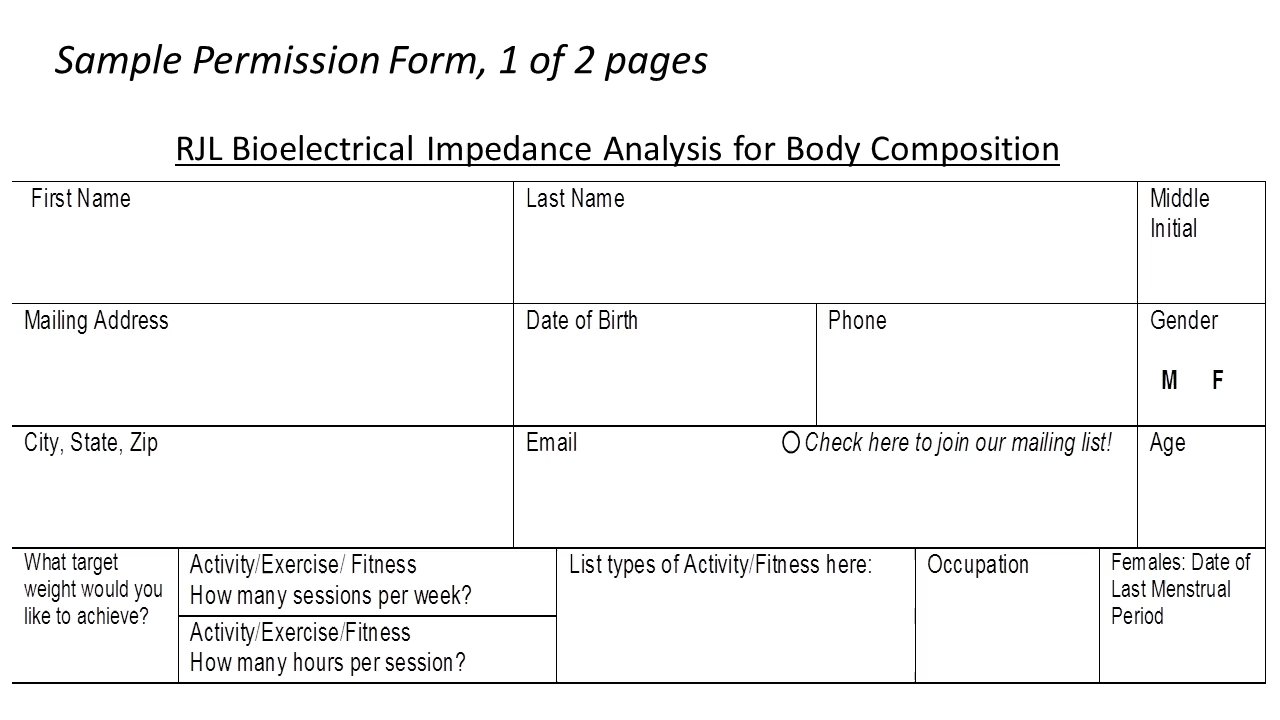 Sample Permission Form, 1 of 2 pages
RJL Bioelectrical Impedance Analysis for Body Composition
First Name
Last Name
Middle
Initial
Mailing Address
Date of Birth
Phone
Gender
M F
City, State, Zip
Email
Check here to join our mailing list!
Age
What target
weight would you
like to achieve?
Activity/Exercise/ Fitness
How many sessions per week?
Activity/Exercise/Fitness
How many hours per session?
List types of Activity/Fitness here:
Occupation
Females: Date of
Last Menstrual
Period